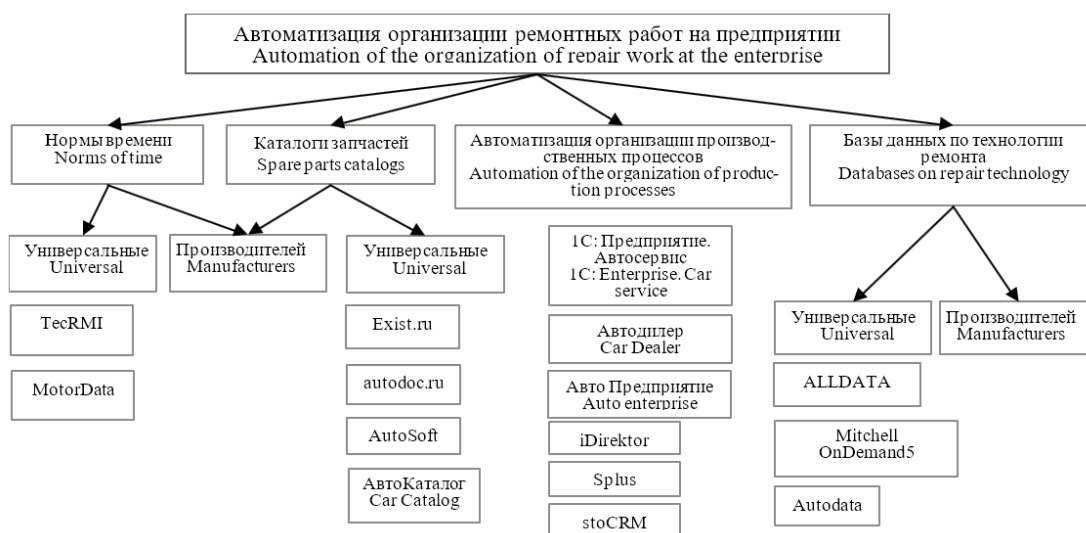 Автоматизация организации ремонтных работ на предприятии
Automation of the organization of repair work at the enterprise
Нормы времени
Norms of time
Каталоги запчастей
Spare parts catalogs
Автоматизация организации производ-
ственных процессов
Automation of the organization of produc-
tion processes
Базы данных по технологии
ремонта
Databases on repair technology
Универсальные
Universal
Производителей
Manufacturers
Универсальные
Universal
1С: Предприятие.
Автосервис
1C: Enterprise. Car
service
Универсальные
Universal
Производителей
Manufacturers
TecRMI
MotorData
Exist.ru
autodoc.ru
AutoSoft
АвтоКаталог
Car Catalog
Автодилер
Car Dealer
Авто Предприятие
Auto enterprise
iDirektor
Splus
stoCRM
ALLDATA
Mitchell
OnDemand5
Autodata